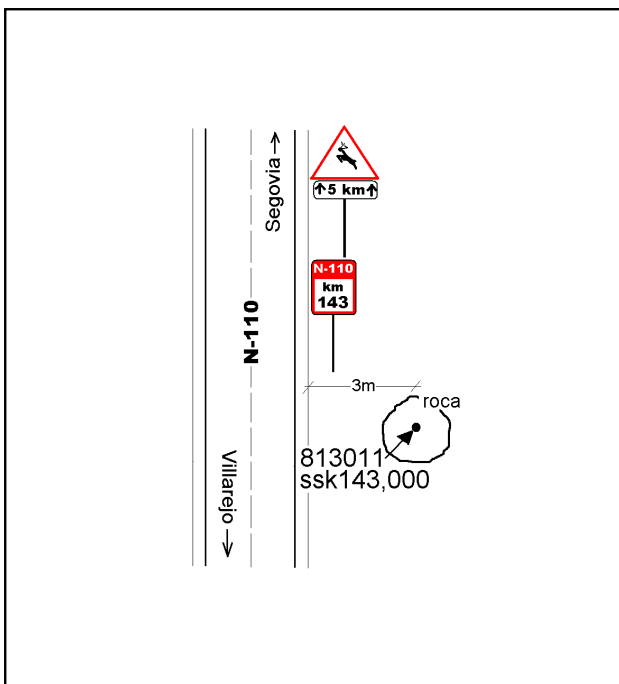 Segovia →
↑5 km↑
N-110
km
143
N-110
3m
roca
813011
ssk143,000
Villarejo →